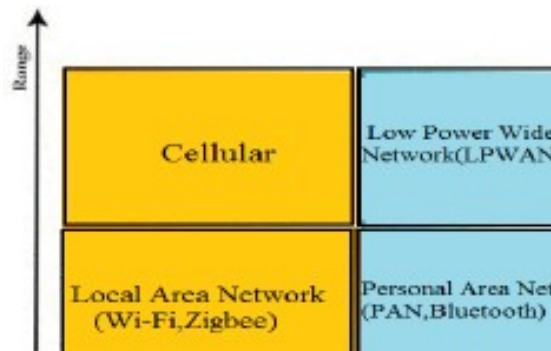 Range
Cellular
Low Power Wide
Network(LPWAN
Local Area Network
(Wi-Fi,Zigbee)
Personal Area Net
(PAN,Bluetooth)